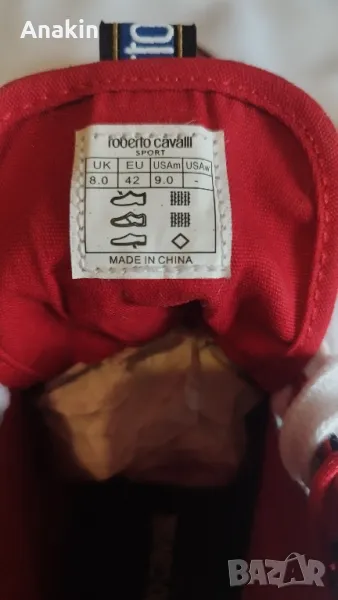 Anakin
roberto cavalli
SPORT
UK EU USAm USAw
8.0 42 9.0 -
MADE IN CHINA
bazar